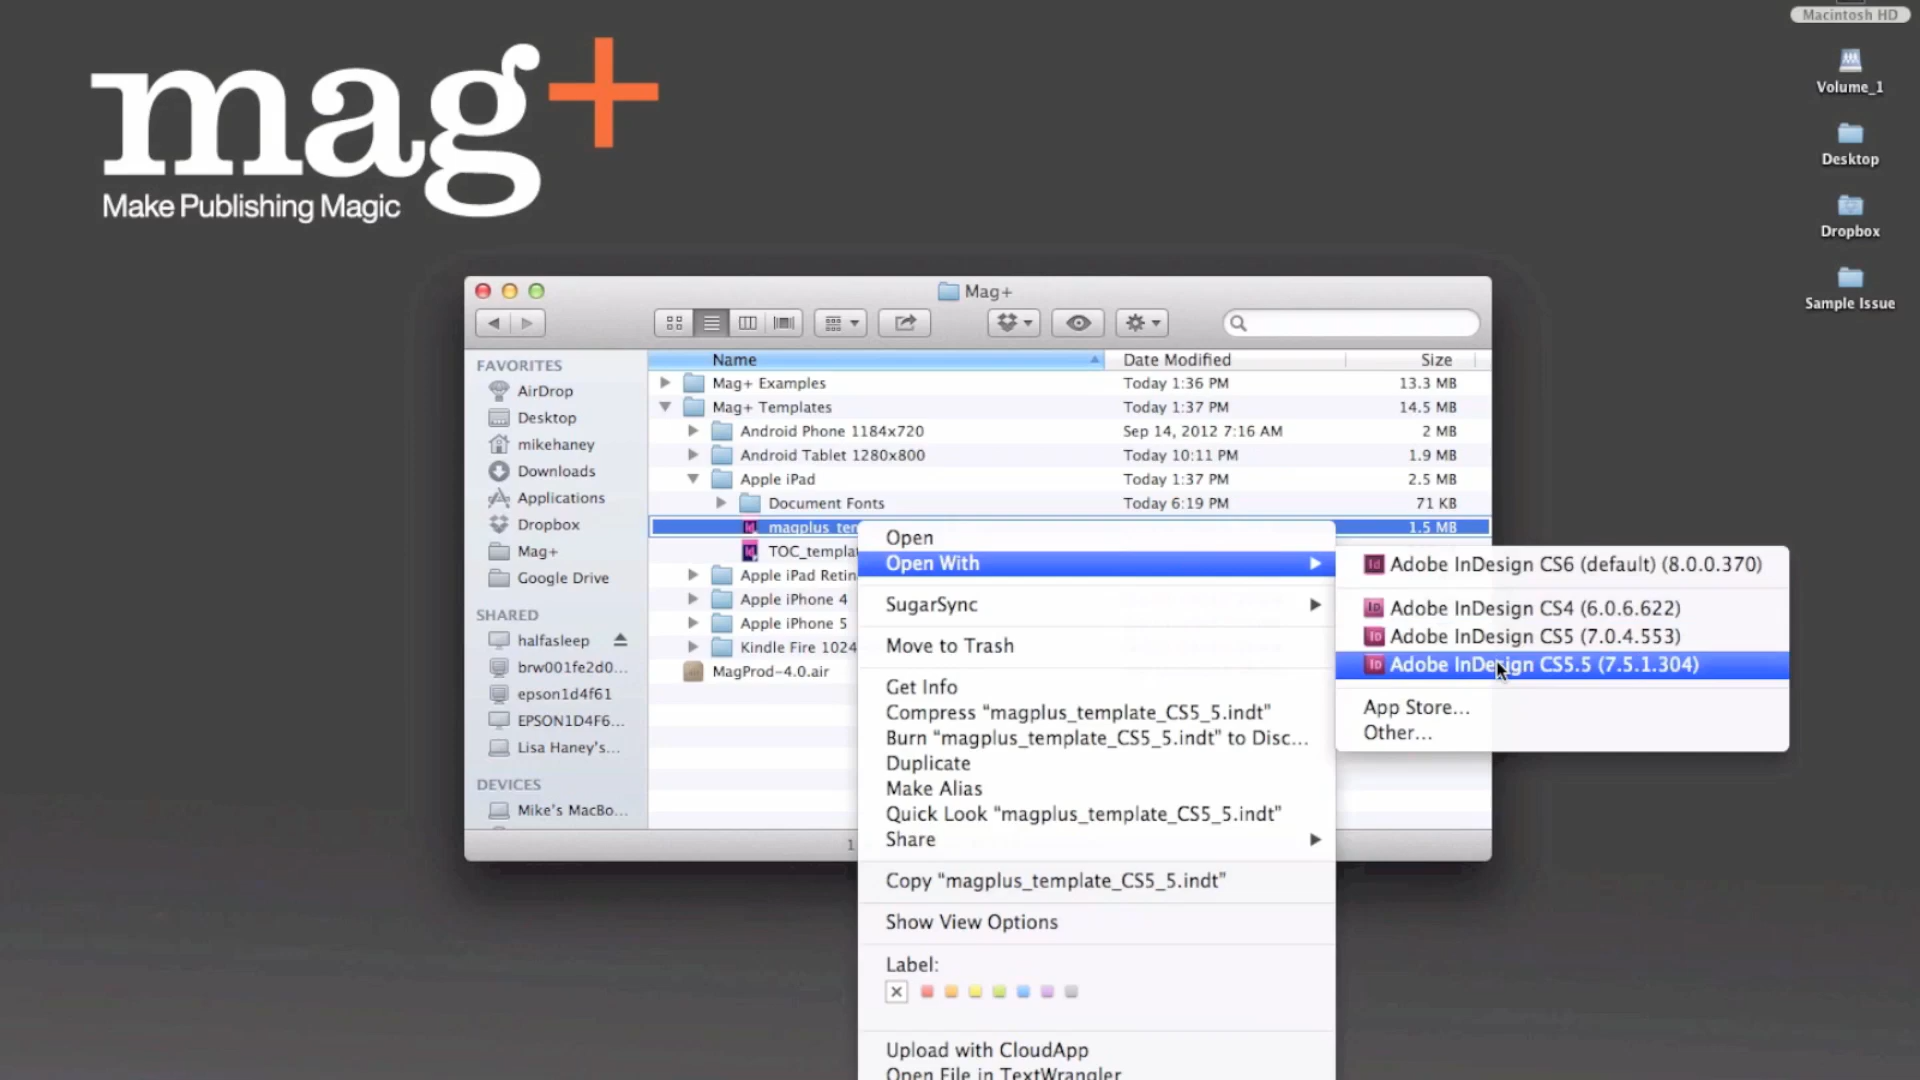 mag+
Make Publishing Magic
Macintosh HD
Volume_1
Desktop
Dropbox
Sample Issue
Mag+
FAVORITES
AirDrop
Desktop
mikehaney
Downloads
Applications
Dropbox
Mag+
Google Drive
SHARED
halfasleep
brw001fe2d0...
epson1d4f61
EPSON1D4F6...
Lisa Haney's...
DEVICES
Mike's MacBo...
Name Date Modified Size
Mag+ Examples Today 1:36 PM 13.3 MB
Mag+ Templates Today 1:37 PM 14.5 MB
Android Phone 1184x720 Sep 14, 2012 7:16 AM 2 MB
Android Tablet 1280x800 Today 10:11 PM 1.9 MB
Apple iPad Today 1:37 PM 2.5 MB
Document Fonts Today 6:19 PM 71 KB
magplus_tem 1.5 MB
TOC_templat
Apple iPad Retin
Apple iPhone 4
Apple iPhone 5
Kindle Fire 1024
MagProd-4.0.air
1
Open
Open With
SugarSync
Move to Trash
Get Info
Compress "magplus_template_CS5_5.indt"
Burn "magplus_template_CS5_5.indt" to Disc...
Duplicate
Make Alias
Quick Look "magplus_template_CS5_5.indt"
Share
Copy "magplus_template_CS5_5.indt"
Show View Options
Label:
Upload with CloudApp
Open File in TextWrangler
Adobe InDesign CS6 (default) (8.0.0.370)
Adobe InDesign CS4 (6.0.6.622)
Adobe InDesign CS5 (7.0.4.553)
Adobe InDesign CS5.5 (7.5.1.304)
App Store...
Other...